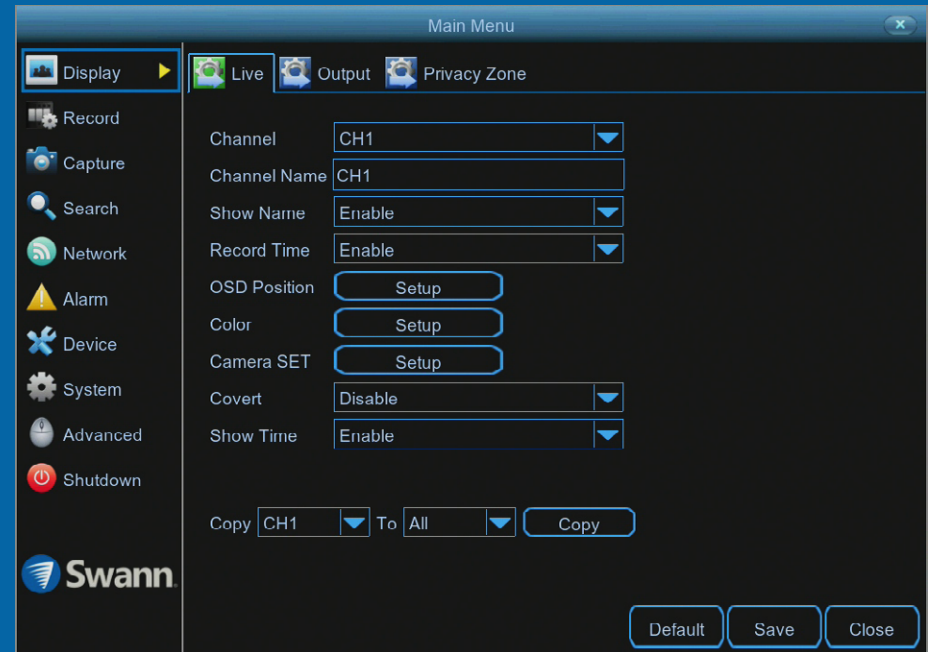 Main Menu
Display
Record
Capture
Search
Network
Alarm
Device
System
Advanced
Shutdown
Swann
Live Output Privacy Zone
Channel CH1
Channel Name CH1
Show Name Enable
Record Time Enable
OSD Position Setup
Color Setup
Camera SET Setup
Covert Disable
Show Time Enable
Copy CH1 To All Copy
Default Save Close